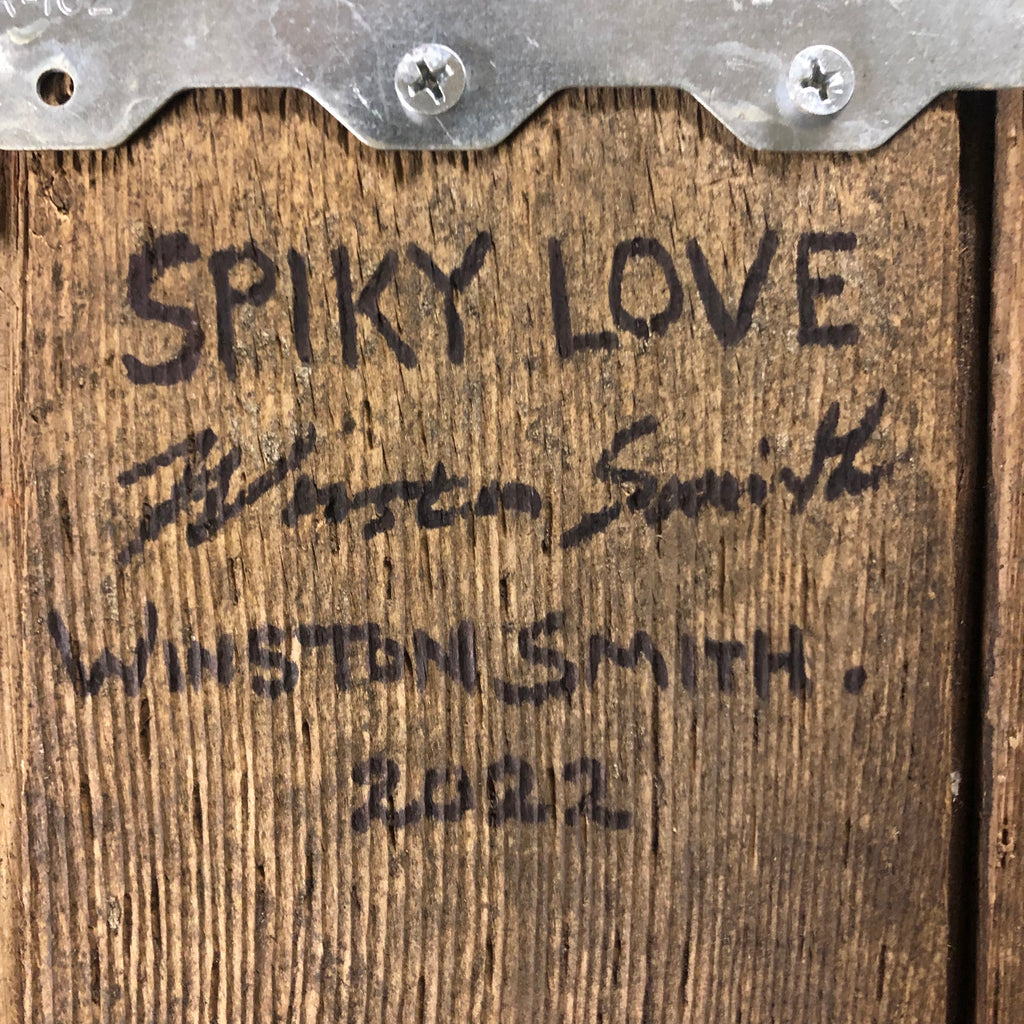 SPIKY LOVE
Winston Smith
WINSTON SMITH.
2022